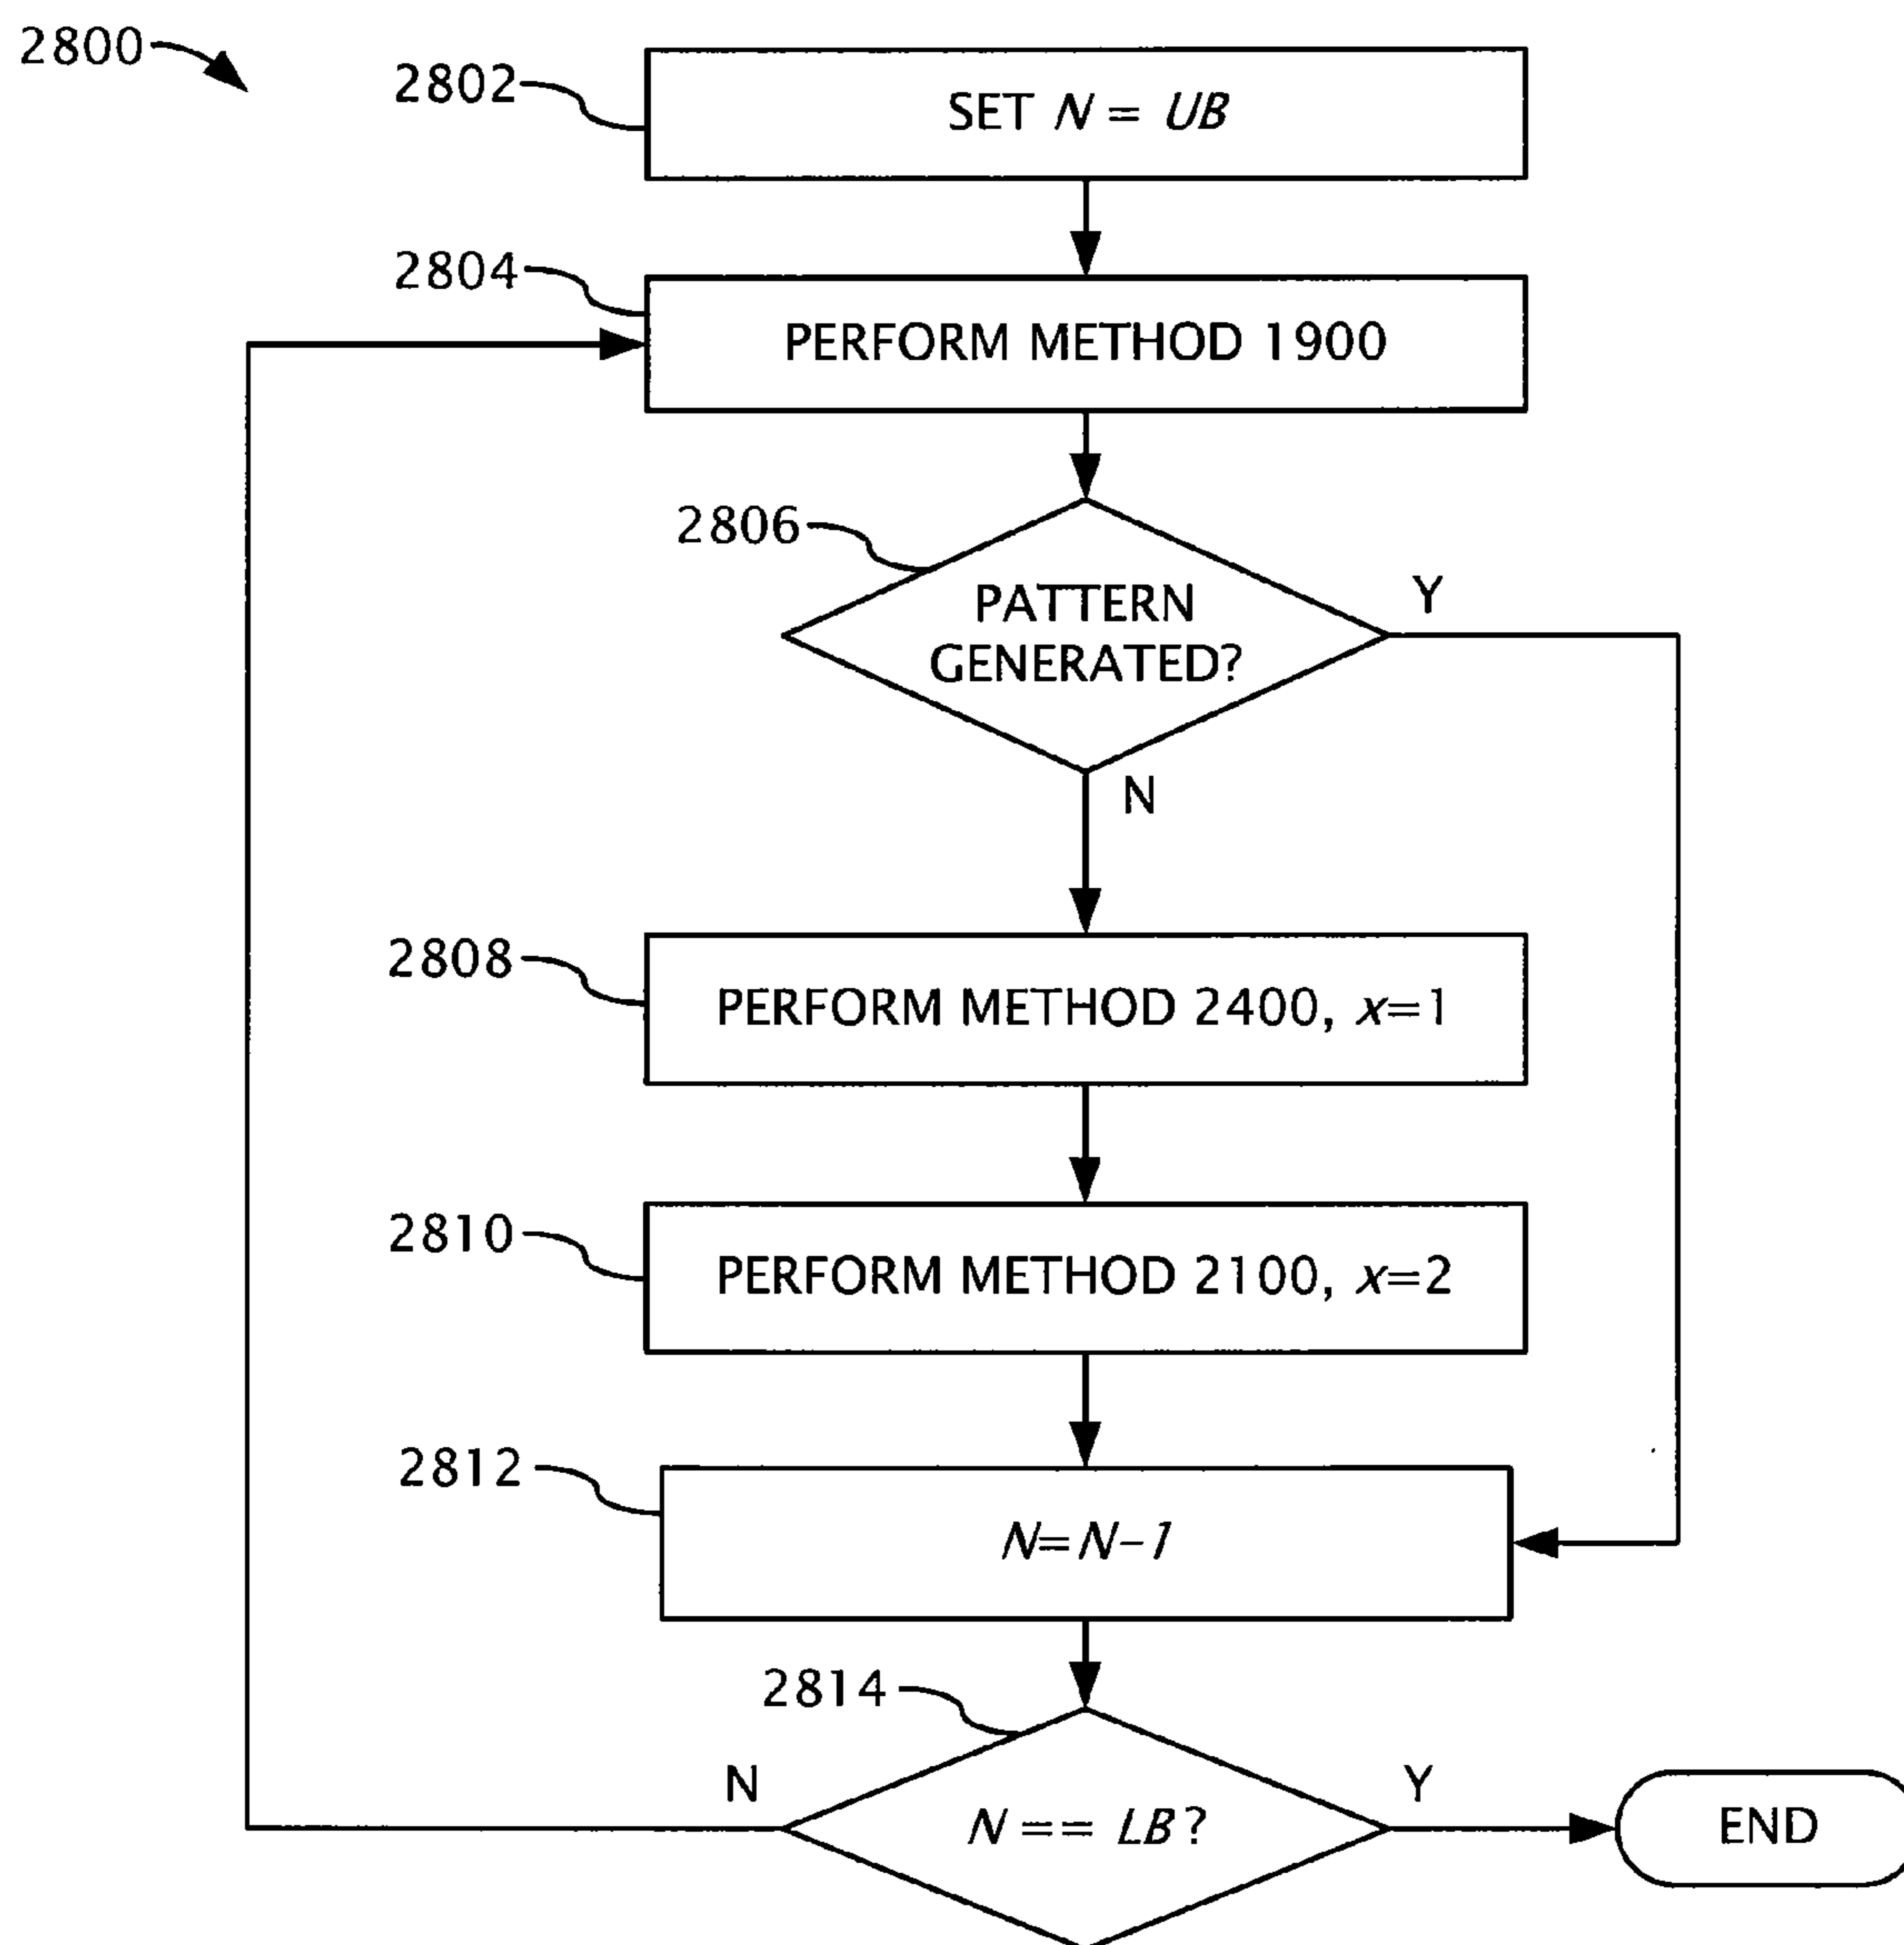 2800
2802
SET N = UB
2804
PERFORM METHOD 1900
2806
PATTERN
GENERATED?
Y
N
2808
PERFORM METHOD 2400, x=1
2810
PERFORM METHOD 2100, x=2
2812
N=N–1
2814
N
N == LB?
Y
END